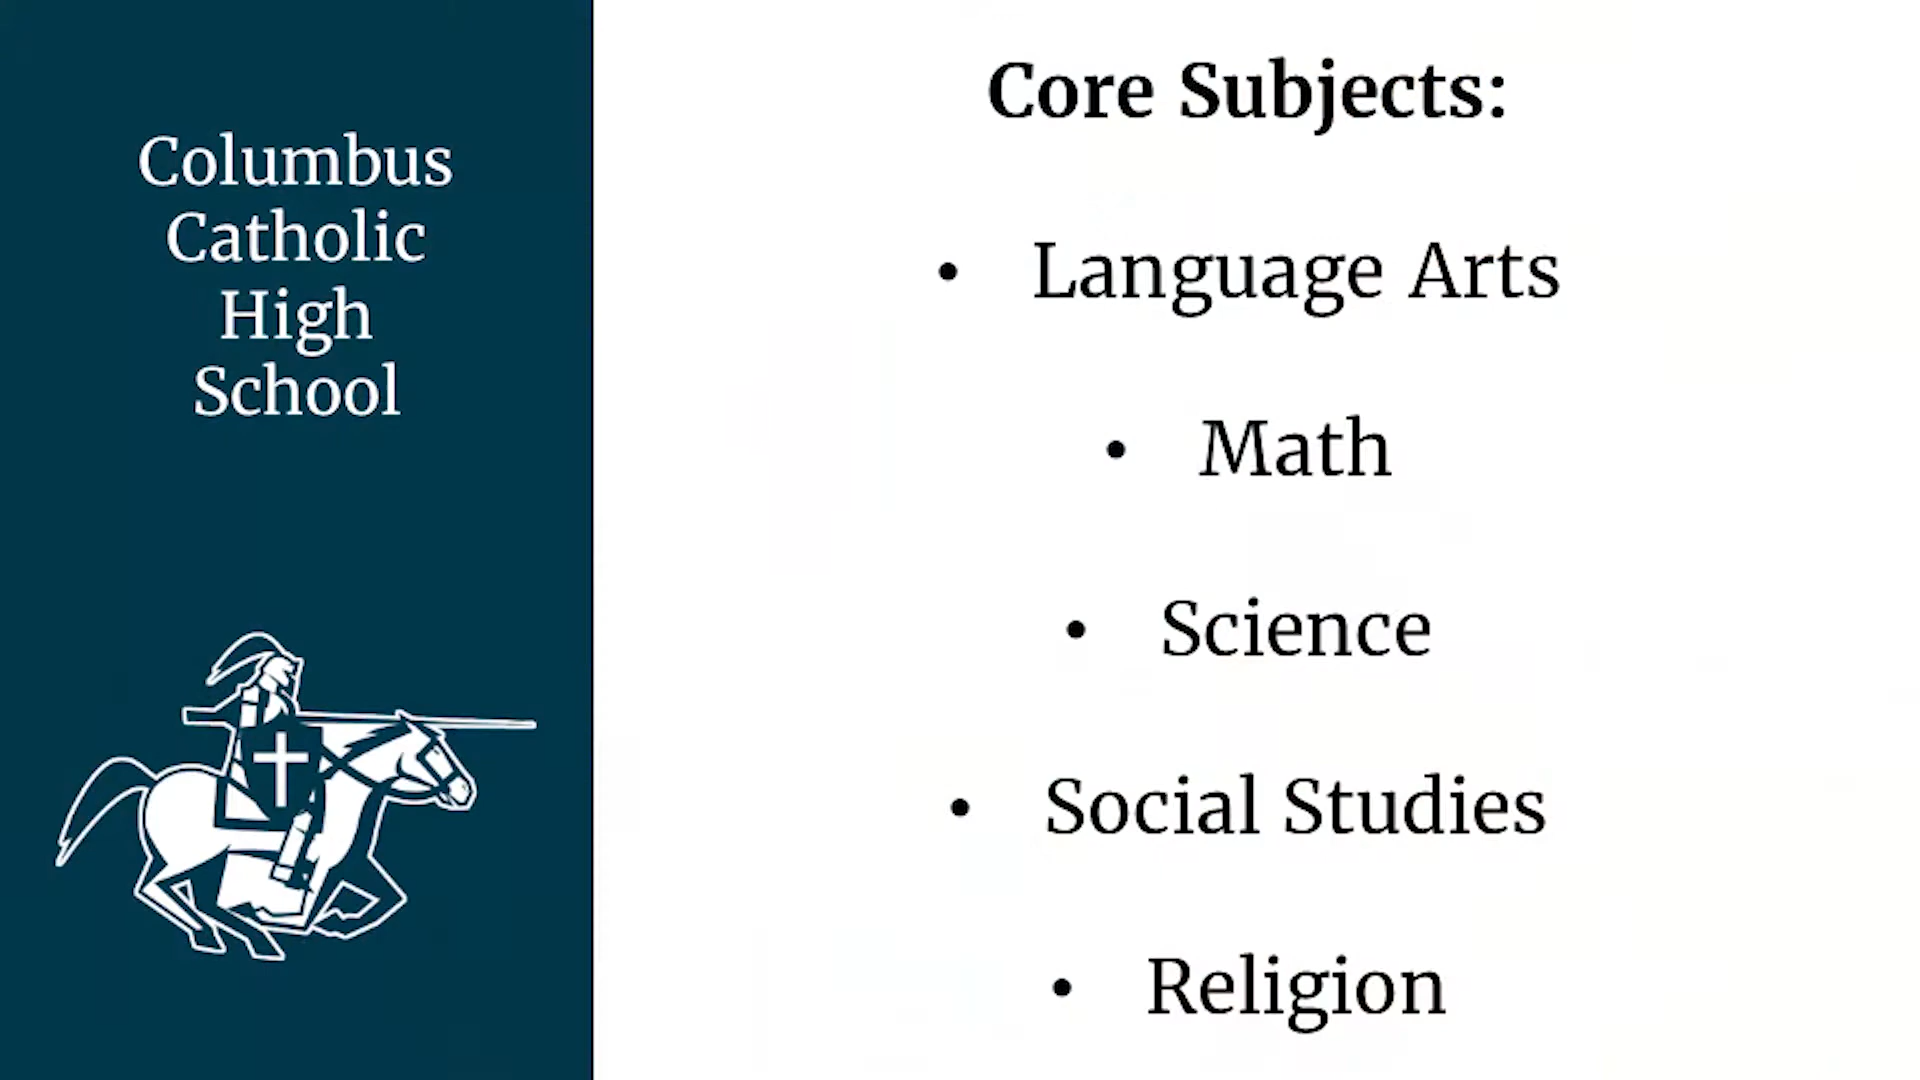 Columbus
Catholic
High
School
Core Subjects:
• Language Arts
• Math
• Science
• Social Studies
• Religion